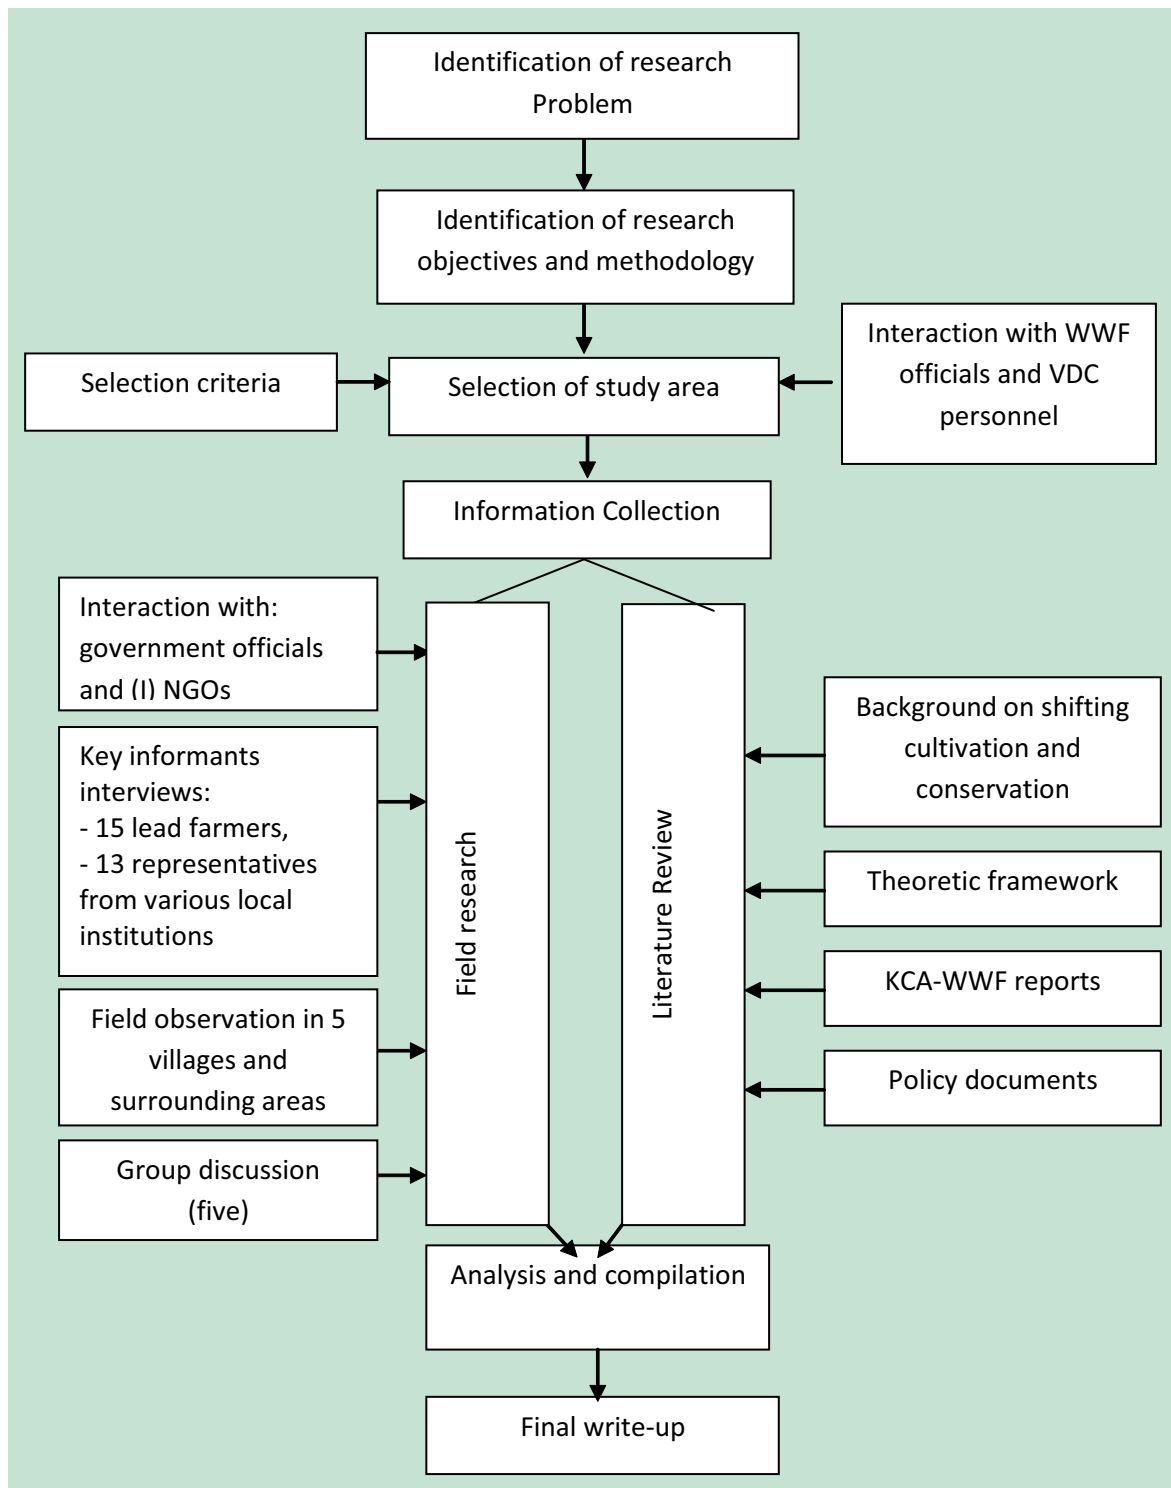 Identification of research
Problem
Identification of research
objectives and methodology
Selection criteria
Selection of study area
Interaction with WWF
officials and VDC
personnel
Information Collection
Interaction with:
government officials
and (I) NGOs
Key informants
interviews:
- 15 lead farmers,
- 13 representatives
from various local
institutions
Field observation in 5
villages and
surrounding areas
Group discussion
(five)
Field research
Literature Review
Background on shifting
cultivation and
conservation
Theoretic framework
KCA-WWF reports
Policy documents
Analysis and compilation
Final write-up